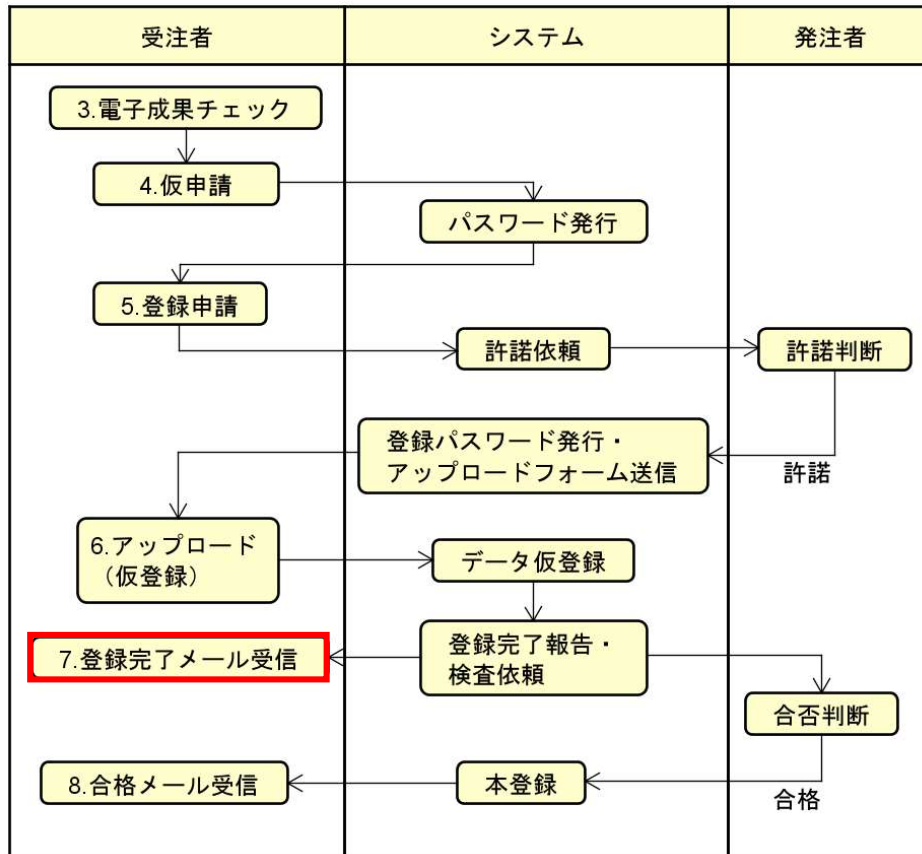 受注者
システム
発注者
3.電子成果チェック
4.仮申請
パスワード発行
5.登録申請
許諾依頼
許諾判断
登録パスワード発行・
アップロードフォーム送信
許諾
6.アップロード
(仮登録)
データ仮登録
7.登録完了メール受信
登録完了報告・
検査依頼
合否判断
8.合格メール受信
本登録
合格